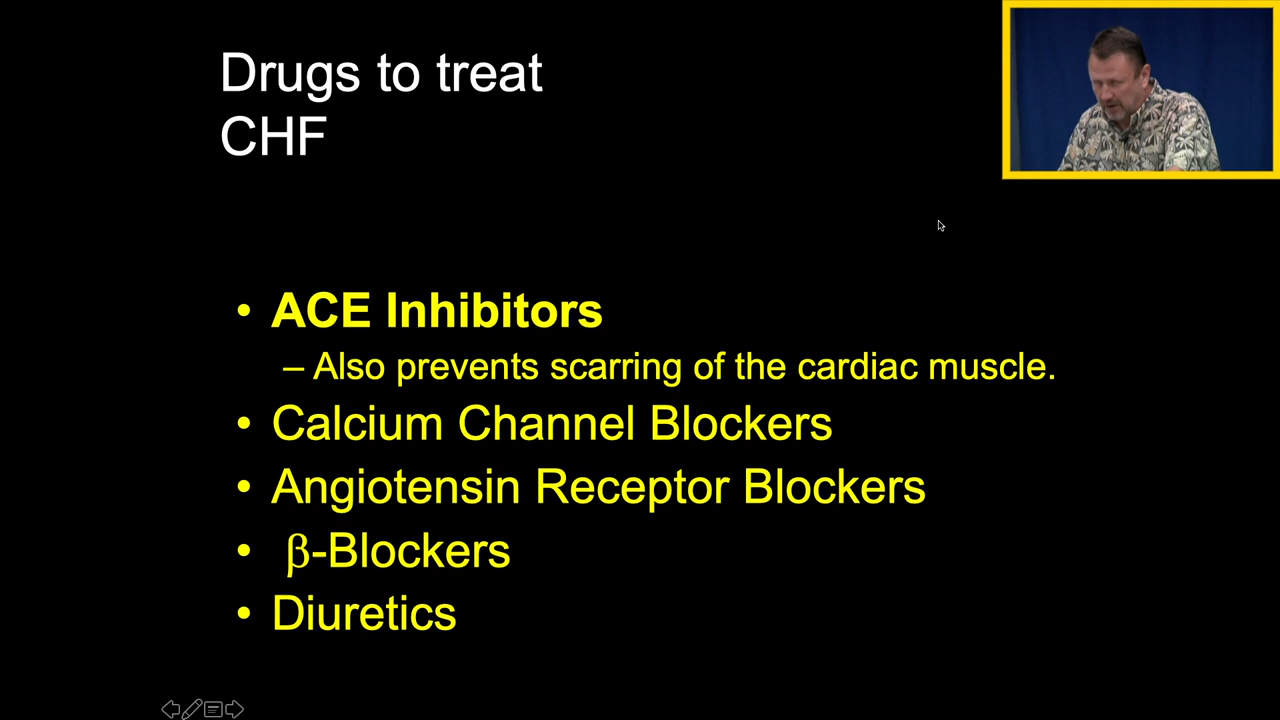 Drugs to treat
CHF
• ACE Inhibitors
– Also prevents scarring of the cardiac muscle.
• Calcium Channel Blockers
• Angiotensin Receptor Blockers
• β-Blockers
• Diuretics